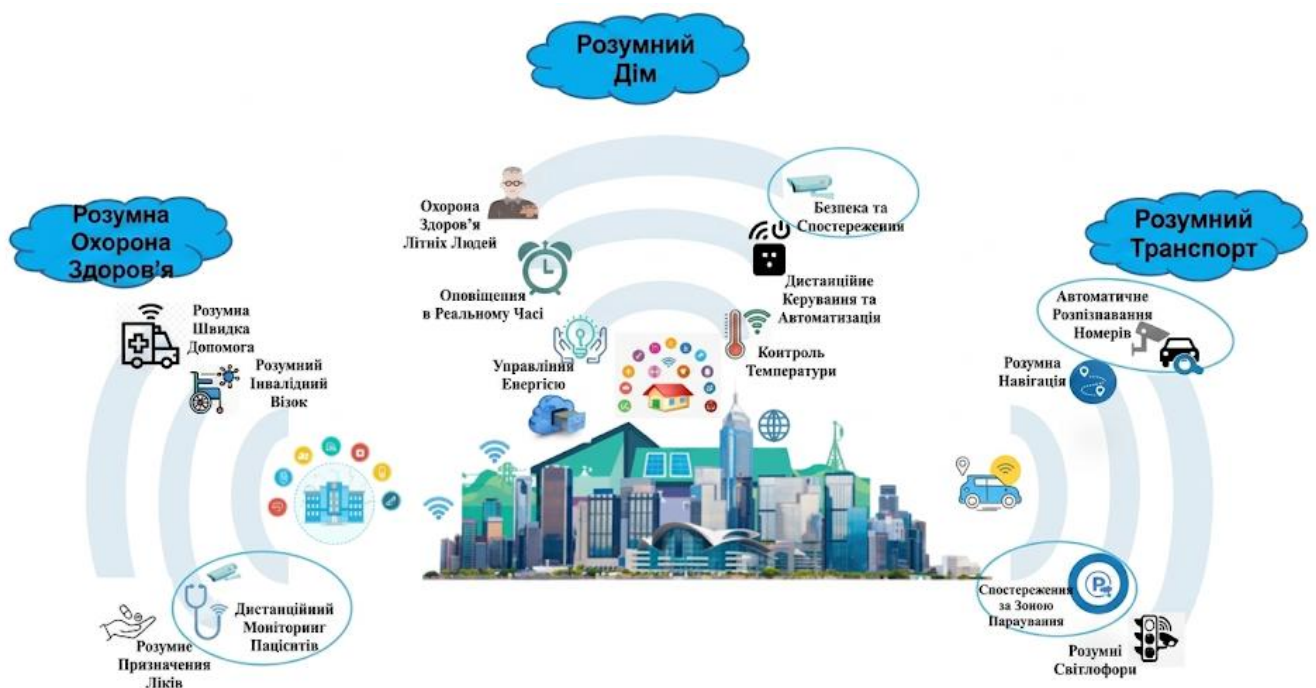 Розумний
Дім
Охорона
Здоров’я
Літніх Людей
Безпека та
Спостереження
Оповіщення
в Реальному Часі
Дистанційне
Керування та
Автоматизація
Управління
Енергією
Контроль
Температури
Розумна
Охорона
Здоров’я
Розумна
Швидка
Допомога
Розумний
Інвалідний
Візок
Дистанційний
Моніторинг
Пацієнтів
Розумне
Призначення
Ліків
Розумний
Транспорт
Автоматичне
Розпізнавання
Номерів
Розумна
Навігація
Спостереження
за Зоною
Параування
P
Розумні
Світлофори